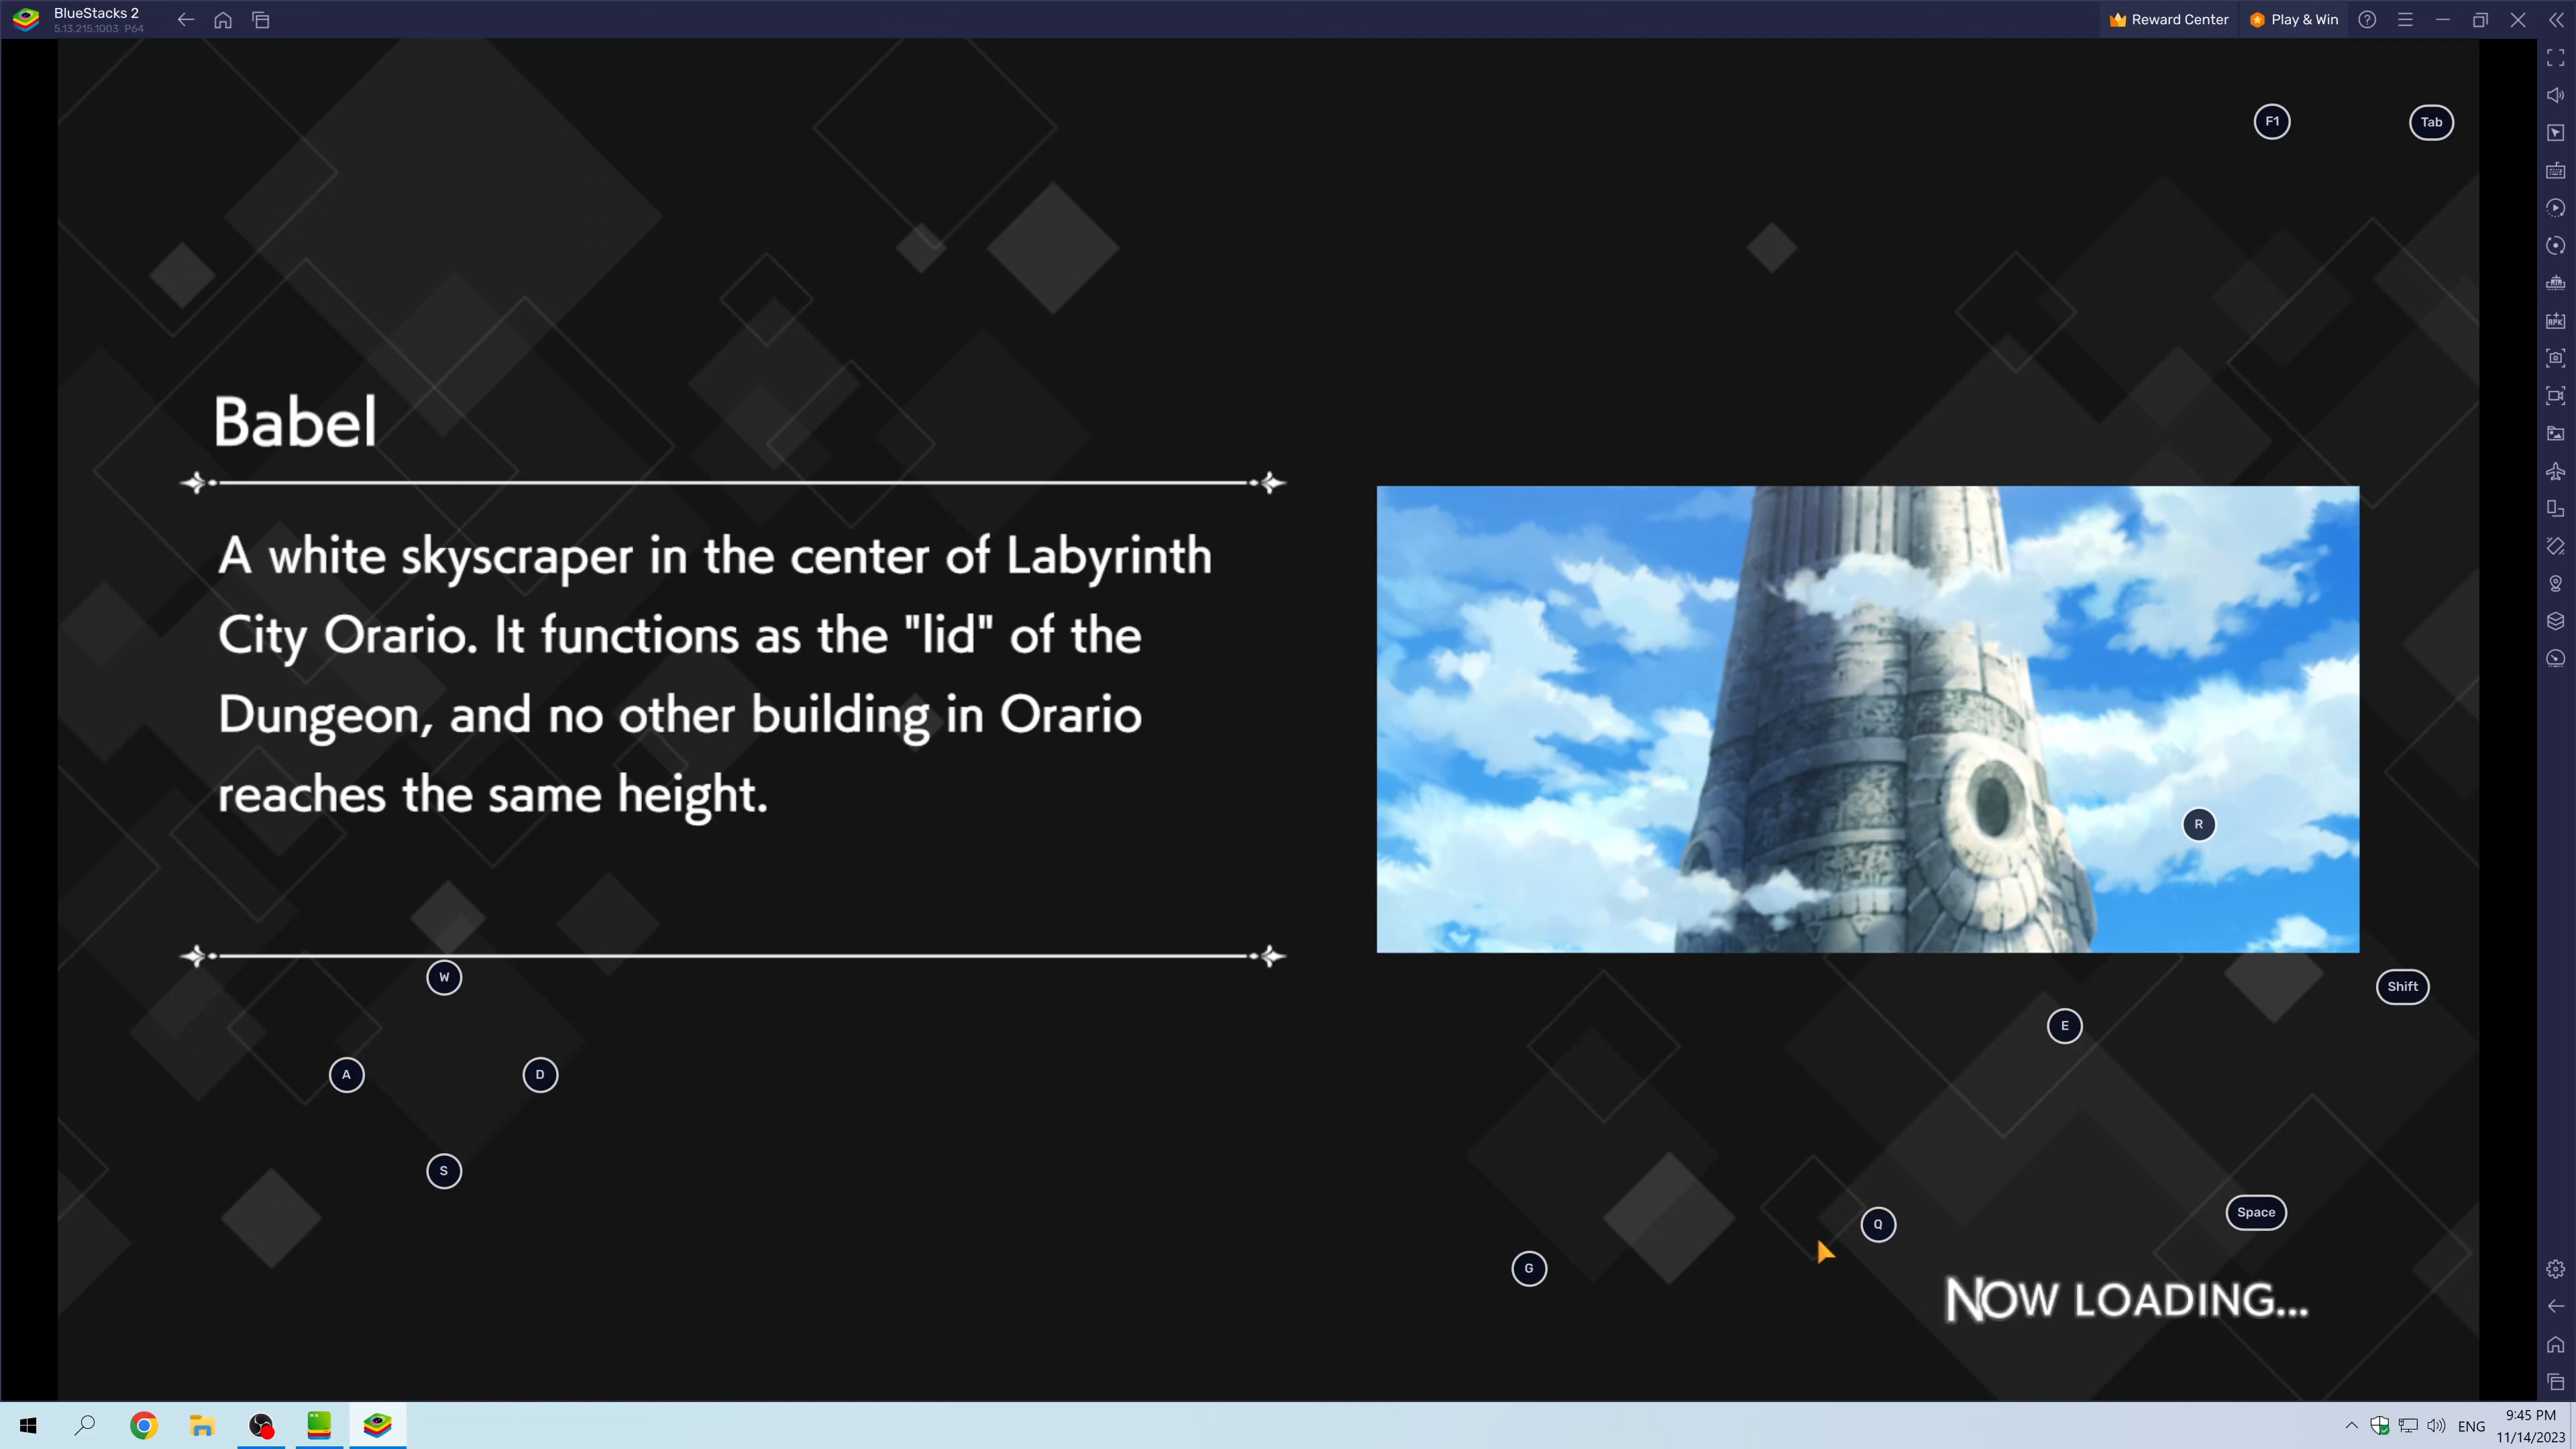 BlueStacks 2
5.13.215.1003 P64
Reward Center
Play & Win
F1
Tab
Babel
A white skyscraper in the center of Labyrinth
City Orario. It functions as the "lid" of the
Dungeon, and no other building in Orario
reaches the same height.
R
W
Shift
E
A
D
S
Space
Q
G
NOW LOADING...
ENG
9:45 PM
11/14/2023